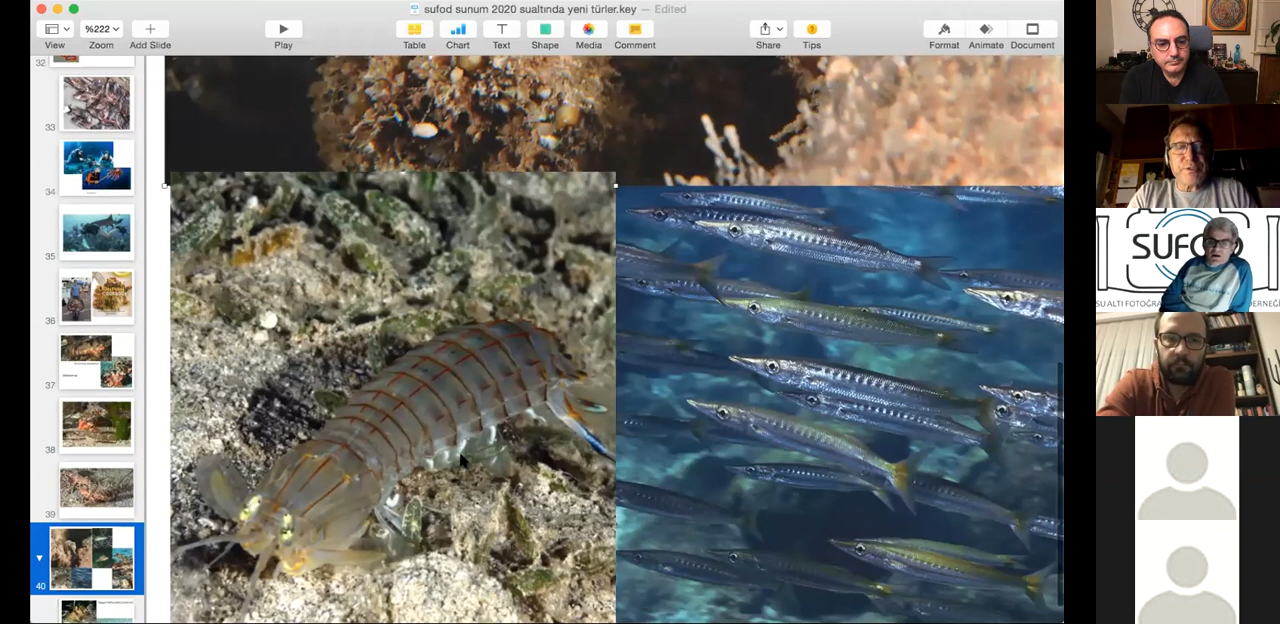 sufod sunum 2020 sualtında yeni türler.key — Edited
%222
View Zoom Add Slide Play Table Chart Text Shape Media Comment Share Tips Format Animate Document
32
33
34
35
36
37
38
39
40
SUFOD
SU ALTI FOTOĞRA DERNEĞİ